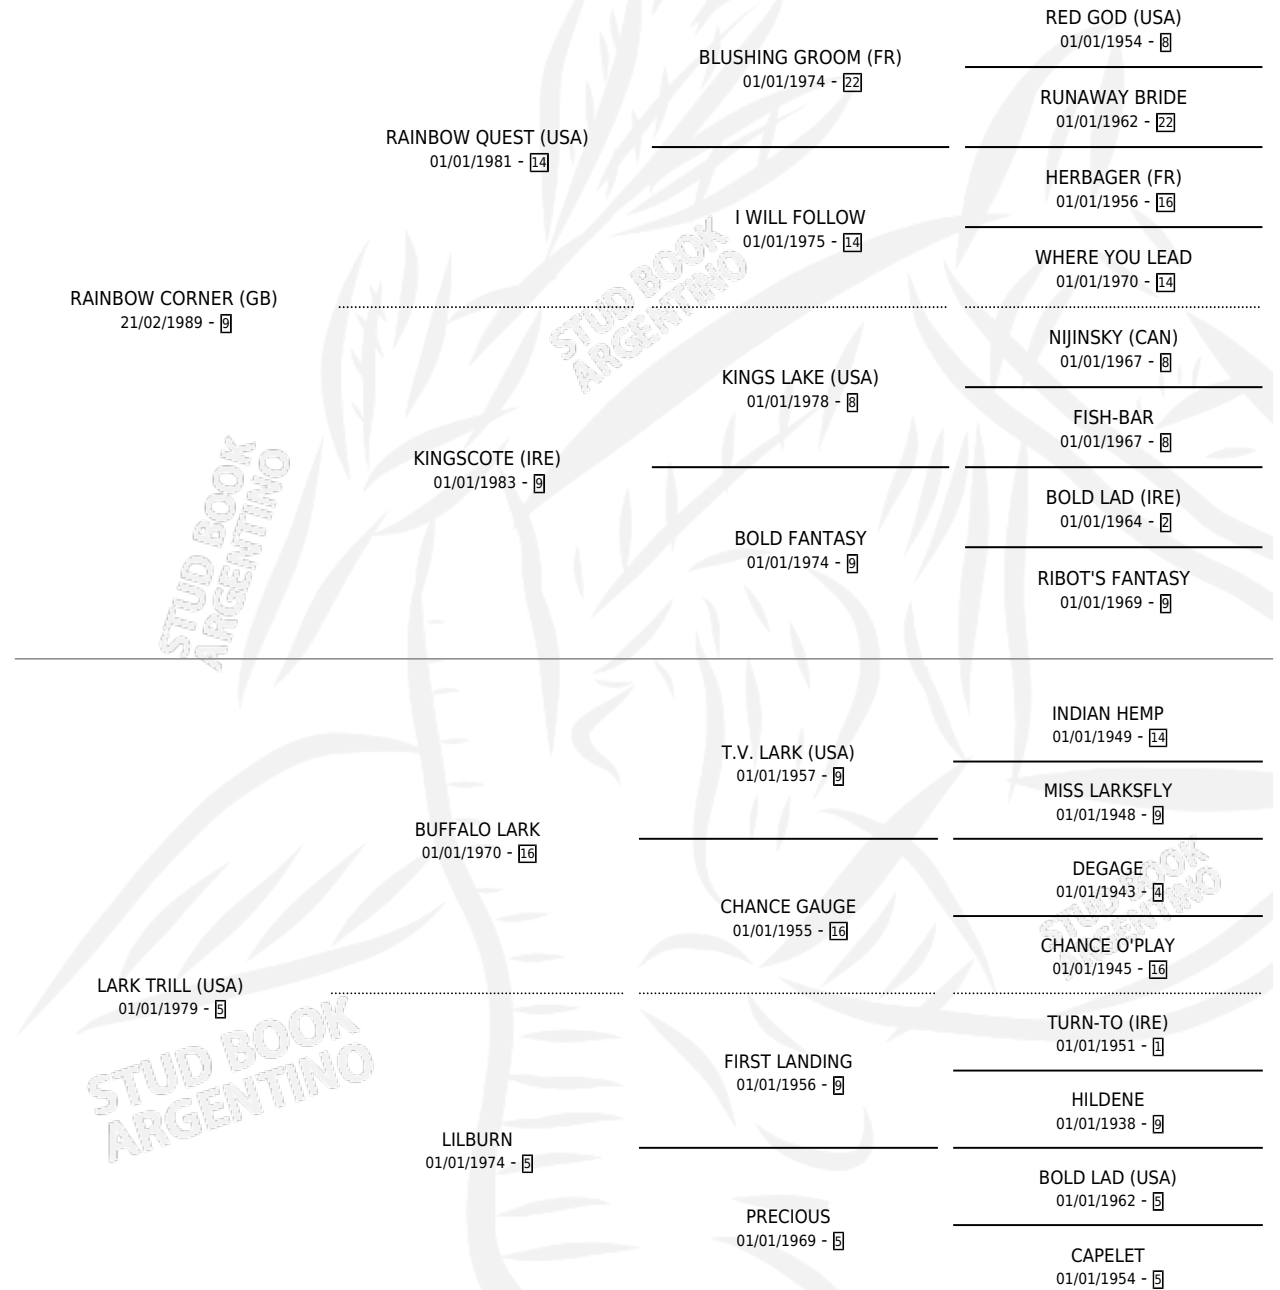 RED GOD (USA)
01/01/1954 - 8
BLUSHING GROOM (FR)
01/01/1974 - 22
RUNAWAY BRIDE
01/01/1962 - 22
RAINBOW QUEST (USA)
01/01/1981 - 14
HERBAGER (FR)
01/01/1956 - 16
I WILL FOLLOW
01/01/1975 - 14
WHERE YOU LEAD
01/01/1970 - 14
RAINBOW CORNER (GB)
21/02/1989 - 9
STUD BOOK
ARGENTINO
NIJINSKY (CAN)
01/01/1967 - 8
KINGS LAKE (USA)
01/01/1978 - 8
FISH-BAR
01/01/1967 - 8
KINGSCOTE (IRE)
01/01/1983 - 9
BOLD LAD (IRE)
01/01/1964 - 2
BOLD FANTASY
01/01/1974 - 9
RIBOT'S FANTASY
01/01/1969 - 9
STUD BOOK
ARGENTINO
INDIAN HEMP
01/01/1949 - 14
T.V. LARK (USA)
01/01/1957 - 9
MISS LARKSFLY
01/01/1948 - 9
BUFFALO LARK
01/01/1970 - 16
DEGAGE
01/01/1943 - 4
CHANCE GAUGE
01/01/1955 - 16
STUD BOOK
ARGENTINO
CHANCE O'PLAY
01/01/1945 - 16
LARK TRILL (USA)
01/01/1979 - 5
STUD BOOK
ARGENTINO
TURN-TO (IRE)
01/01/1951 - 1
FIRST LANDING
01/01/1956 - 9
HILDENE
01/01/1938 - 9
LILBURN
01/01/1974 - 5
BOLD LAD (USA)
01/01/1962 - 5
PRECIOUS
01/01/1969 - 5
CAPELET
01/01/1954 - 5